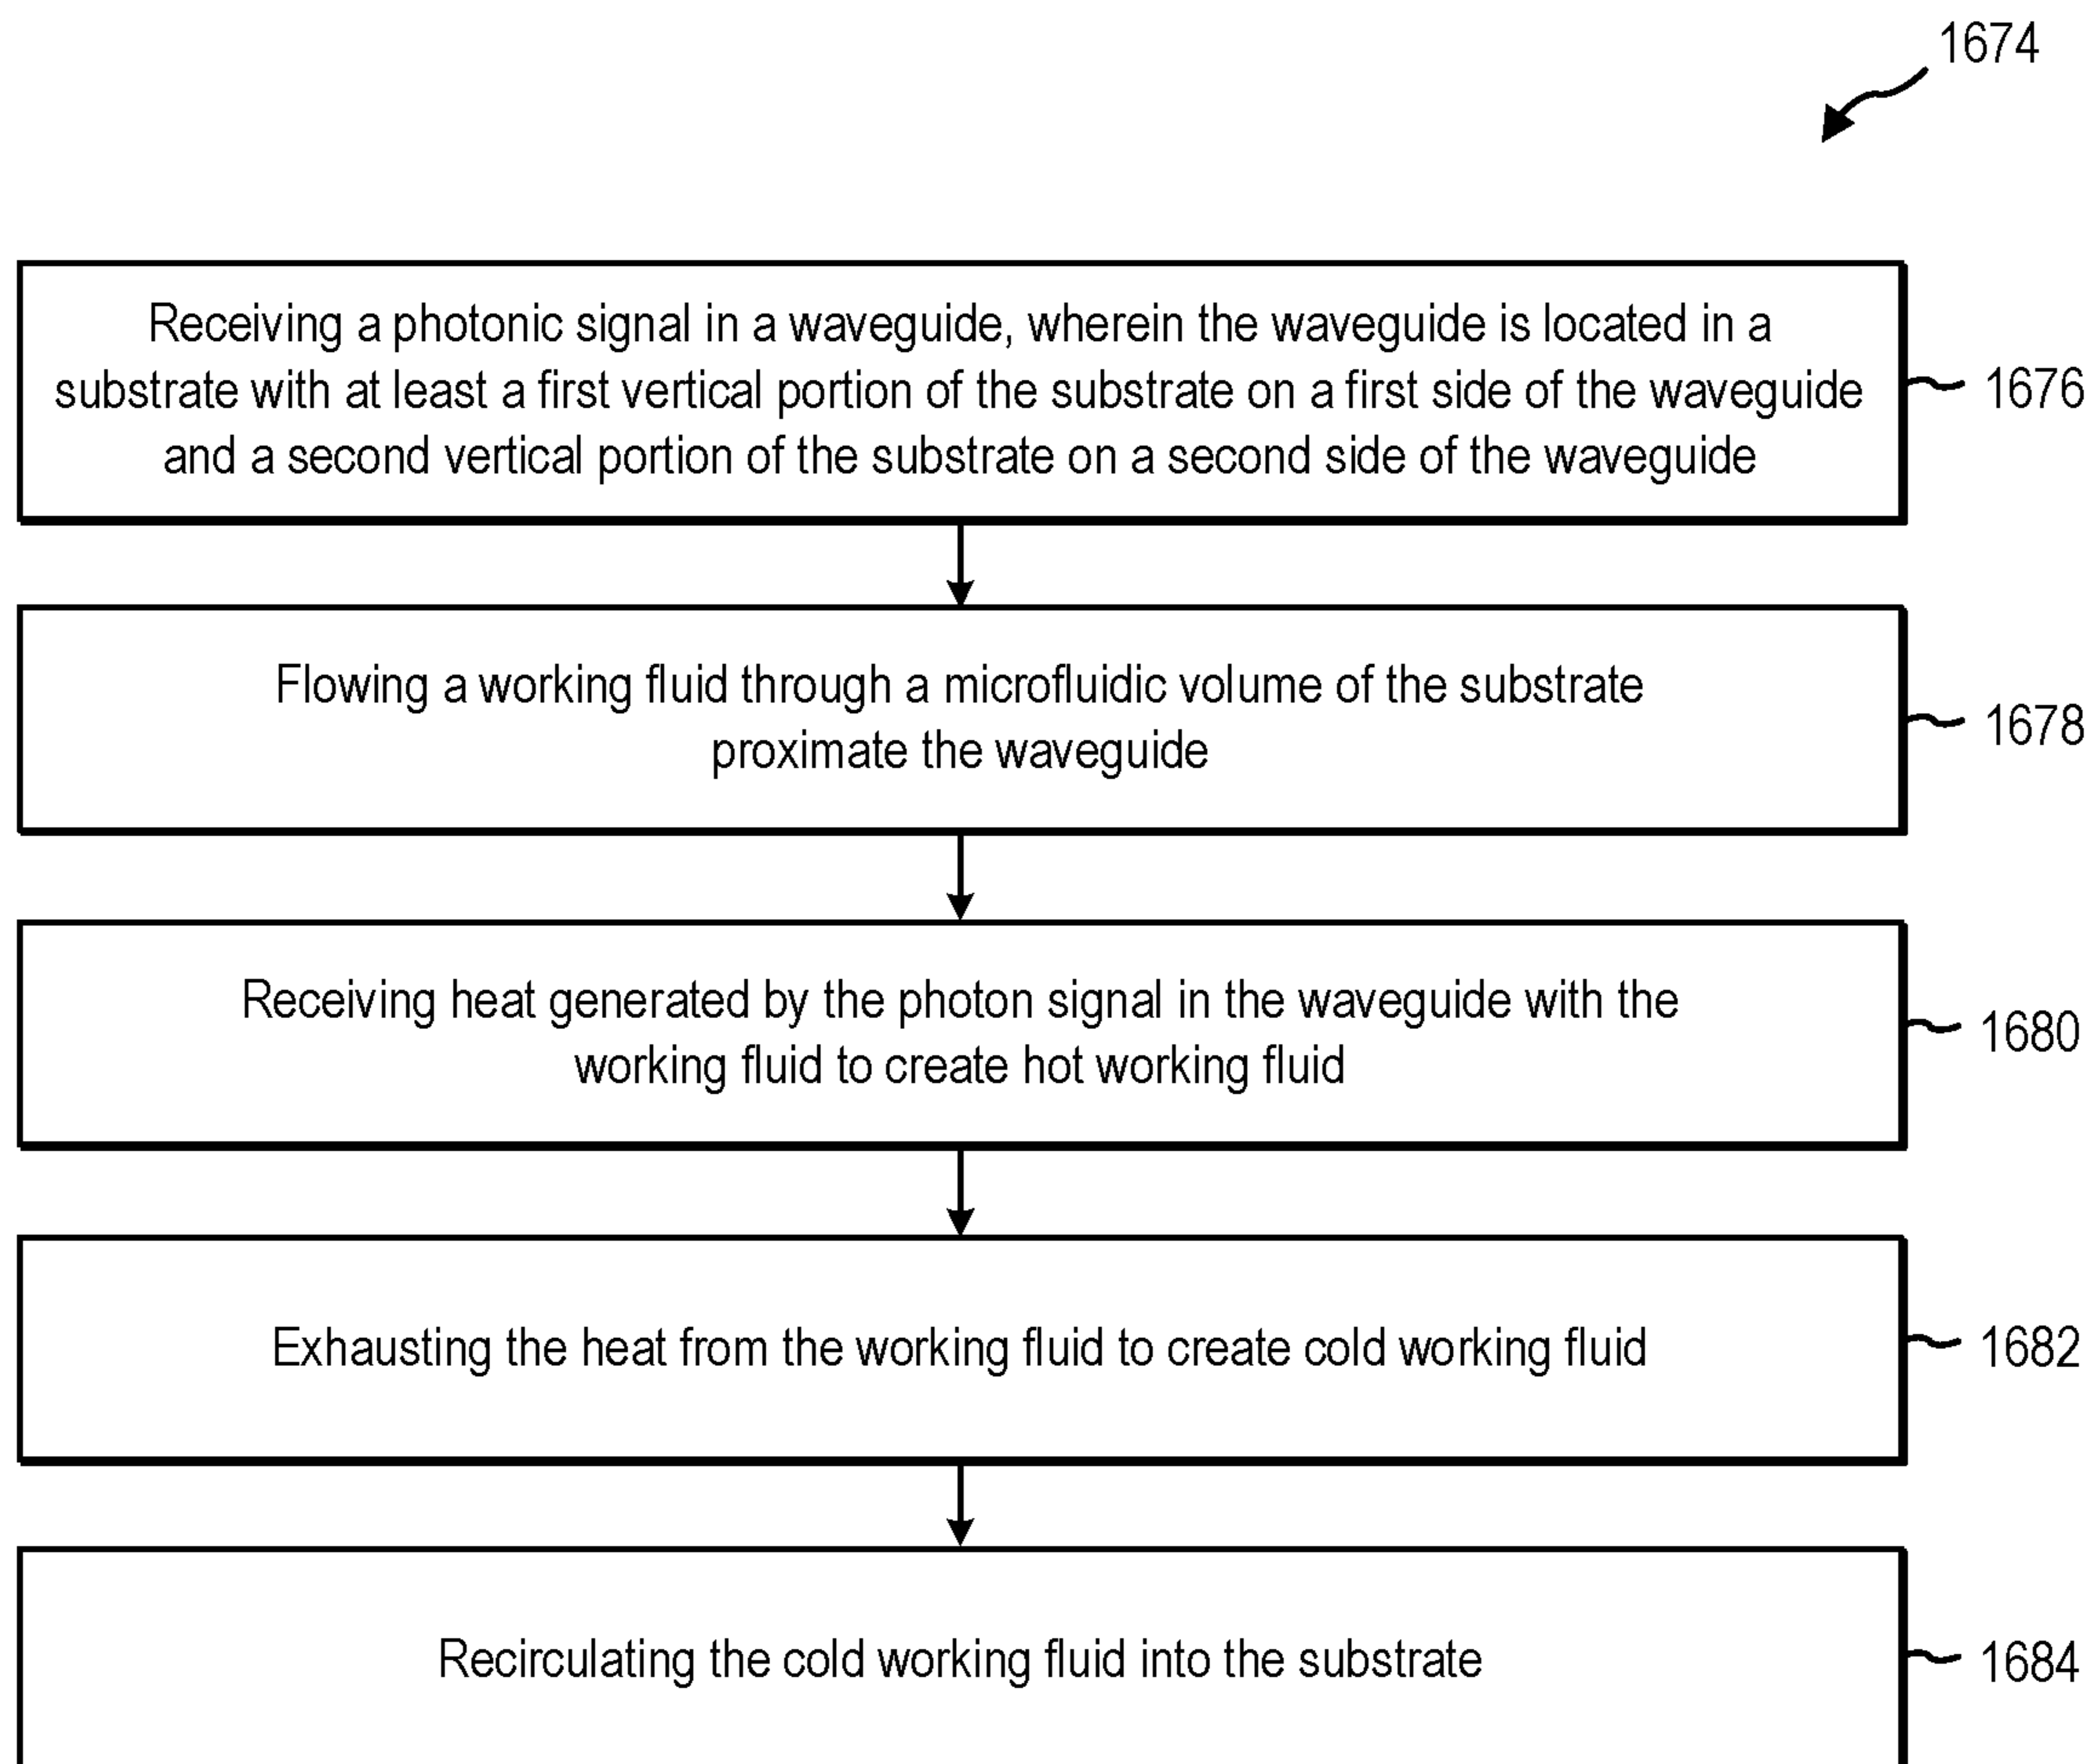 1674
Receiving a photonic signal in a waveguide, wherein the waveguide is located in a
substrate with at least a first vertical portion of the substrate on a first side of the waveguide
and a second vertical portion of the substrate on a second side of the waveguide
1676
Flowing a working fluid through a microfluidic volume of the substrate
proximate the waveguide
1678
Receiving heat generated by the photon signal in the waveguide with the
working fluid to create hot working fluid
1680
Exhausting the heat from the working fluid to create cold working fluid
1682
Recirculating the cold working fluid into the substrate
1684